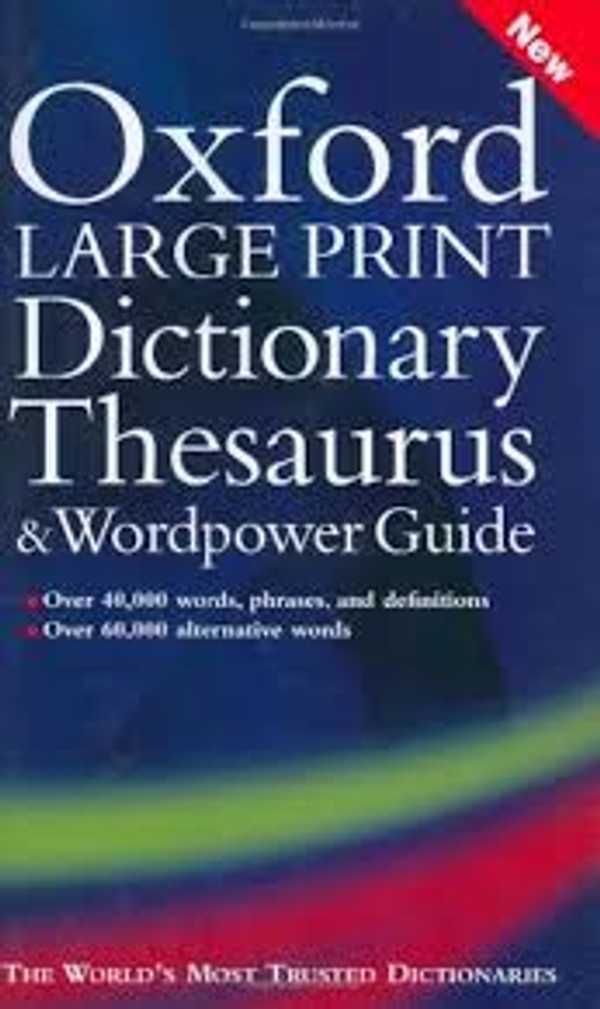 New
Oxford
LARGE PRINT
Dictionary
Thesaurus
& Wordpower Guide
Over 40,000 words, phrases, and definitions
Over 60,000 alternative words
THE WORLD'S MOST TRUSTED DICTIONARIES